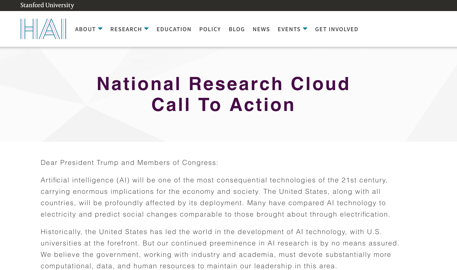 Stanford University
HAI
ABOUT RESEARCH EDUCATION POLICY BLOG NEWS EVENTS GET INVOLVED
National Research Cloud
Call To Action
Dear President Trump and Members of Congress:
Artificial intelligence (AI) will be one of the most consequential technologies of the 21st century,
carrying enormous implications for the economy and society. The United States, along with all
countries, will be profoundly affected by its deployment. Many have compared AI technology to
electricity and predict social changes comparable to those brought about through electrification.
Historically, the United States has led the world in the development of AI technology, with U.S.
universities at the forefront. But our continued preeminence in AI research is by no means assured.
We believe the government, working with industry and academia, must devote substantially more
computational, data, and human resources to maintain our leadership in this area.